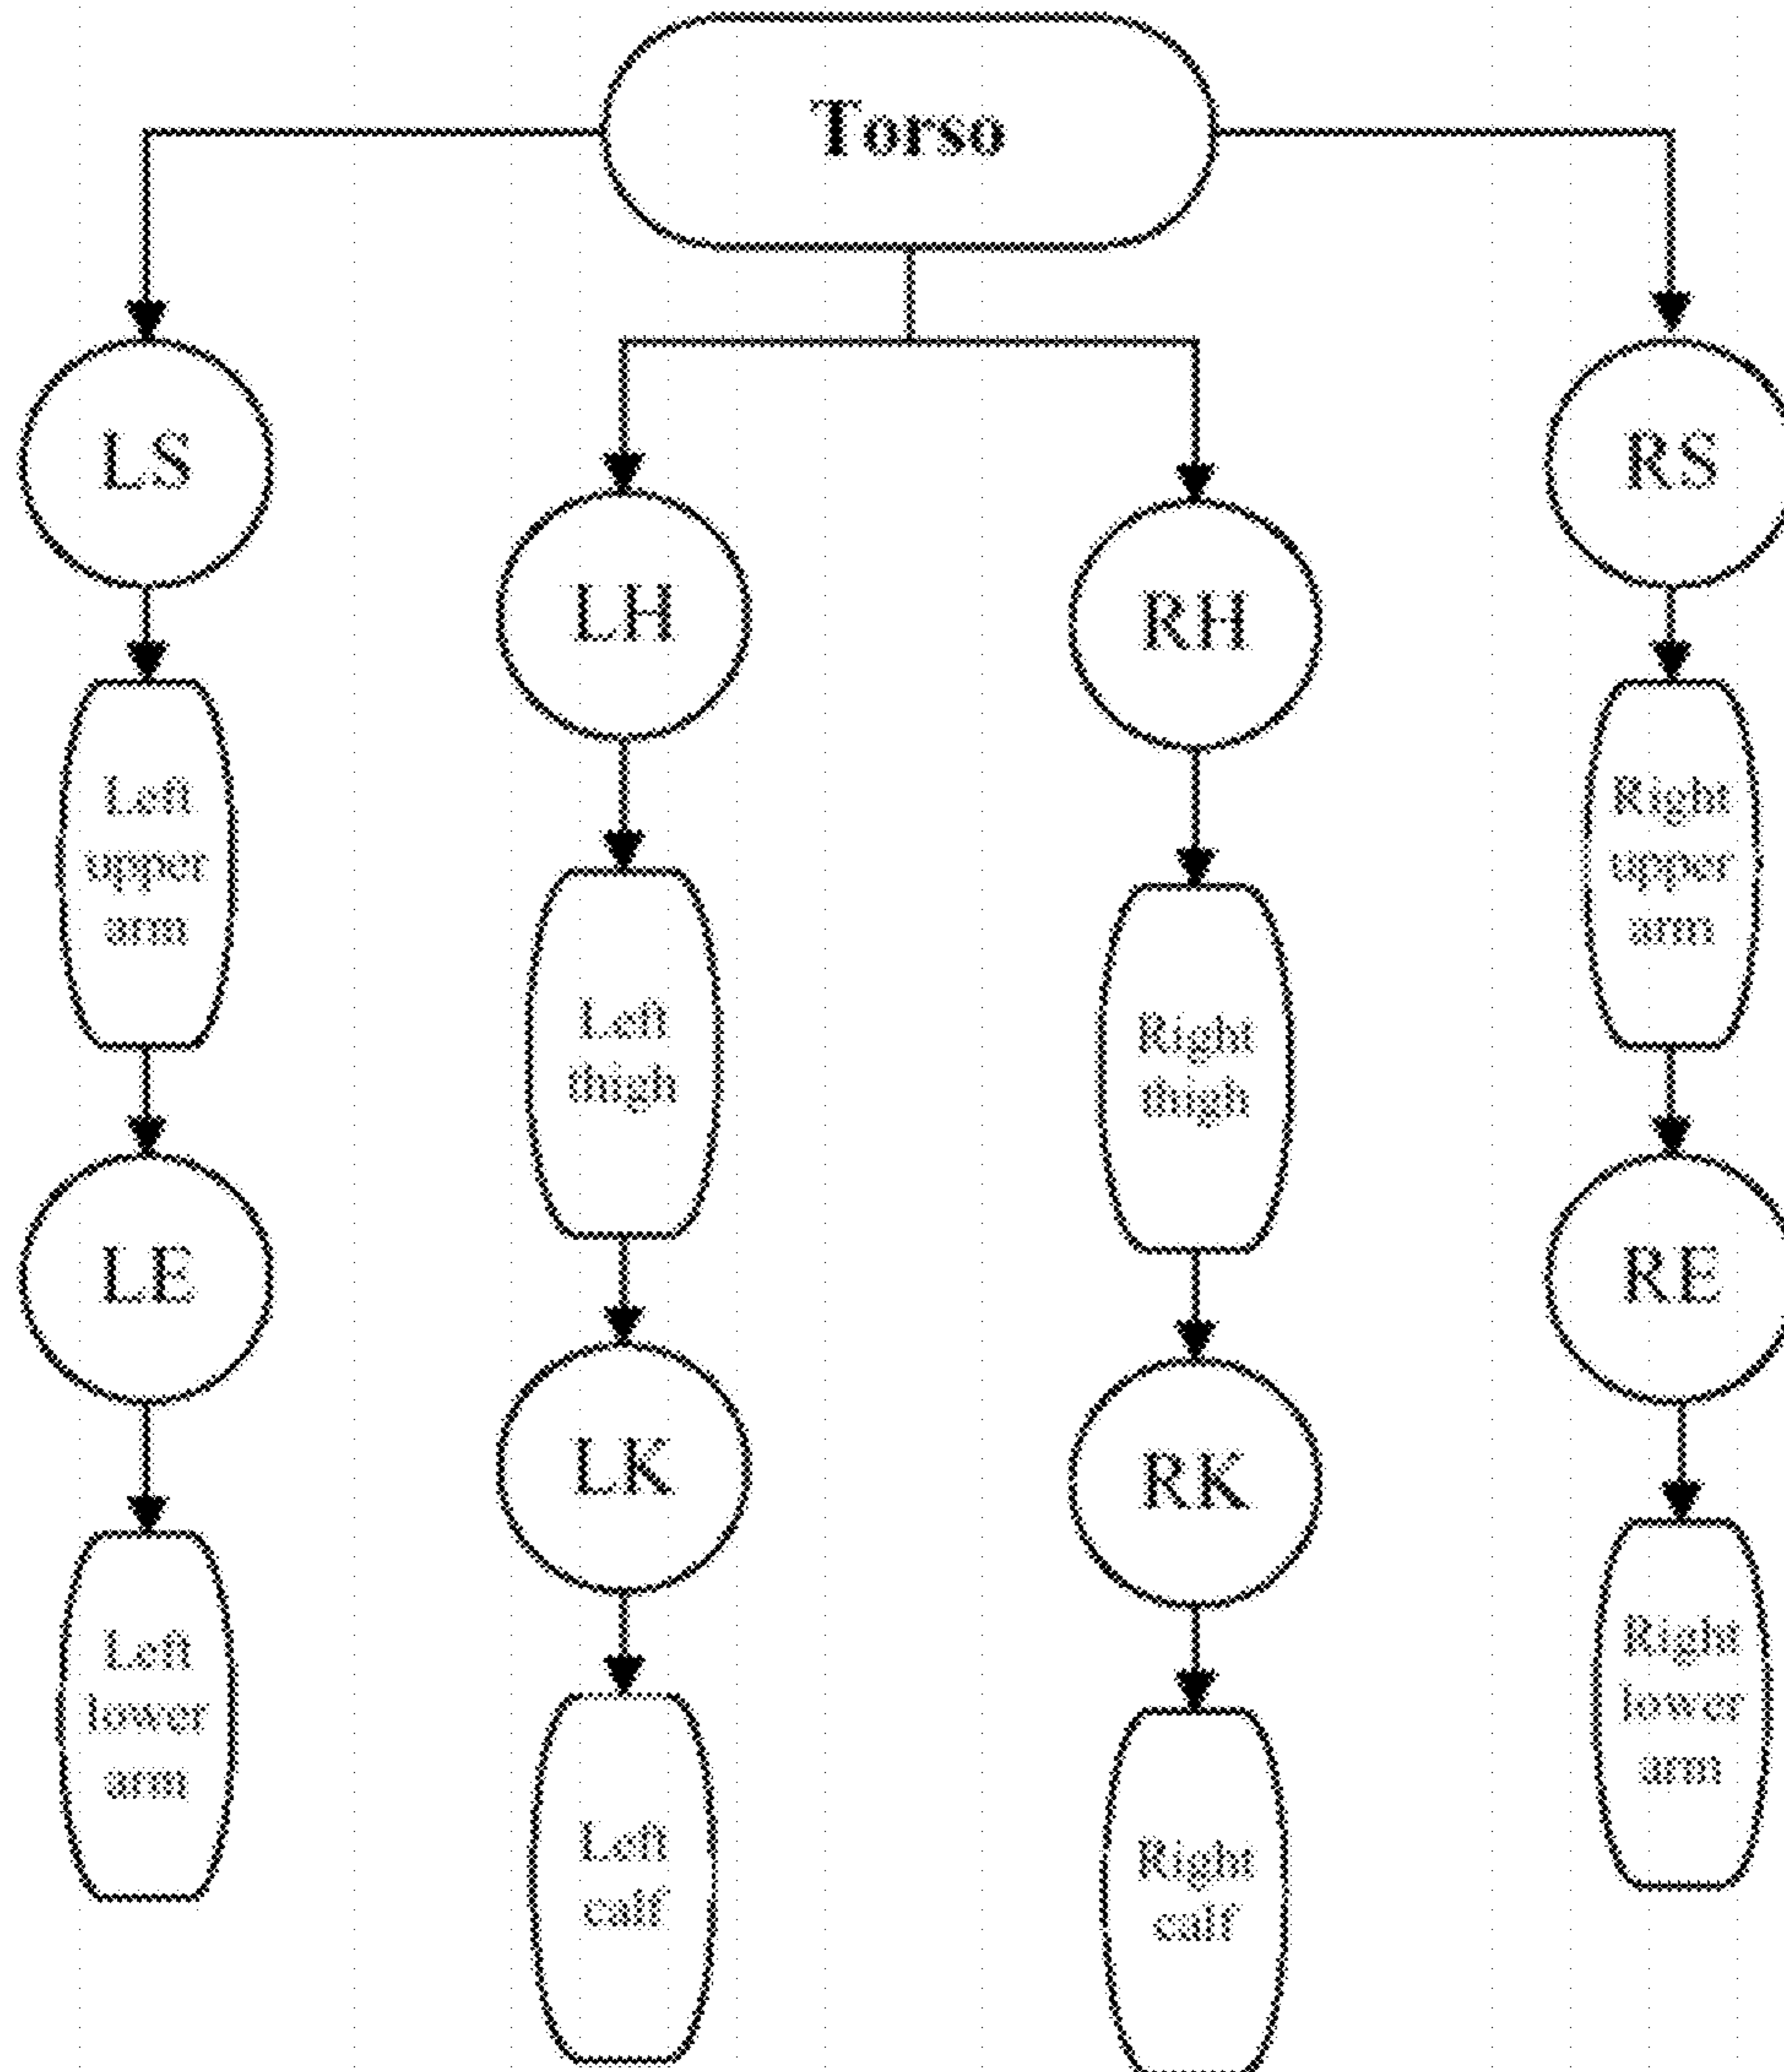 Torso
LS
RS
LH
RH
Left
upper
arm
Right
upper
arm
Left
thigh
Right
thigh
LE
RE
LK
RK
Left
lower
arm
Right
lower
arm
Left
calf
Right
calf